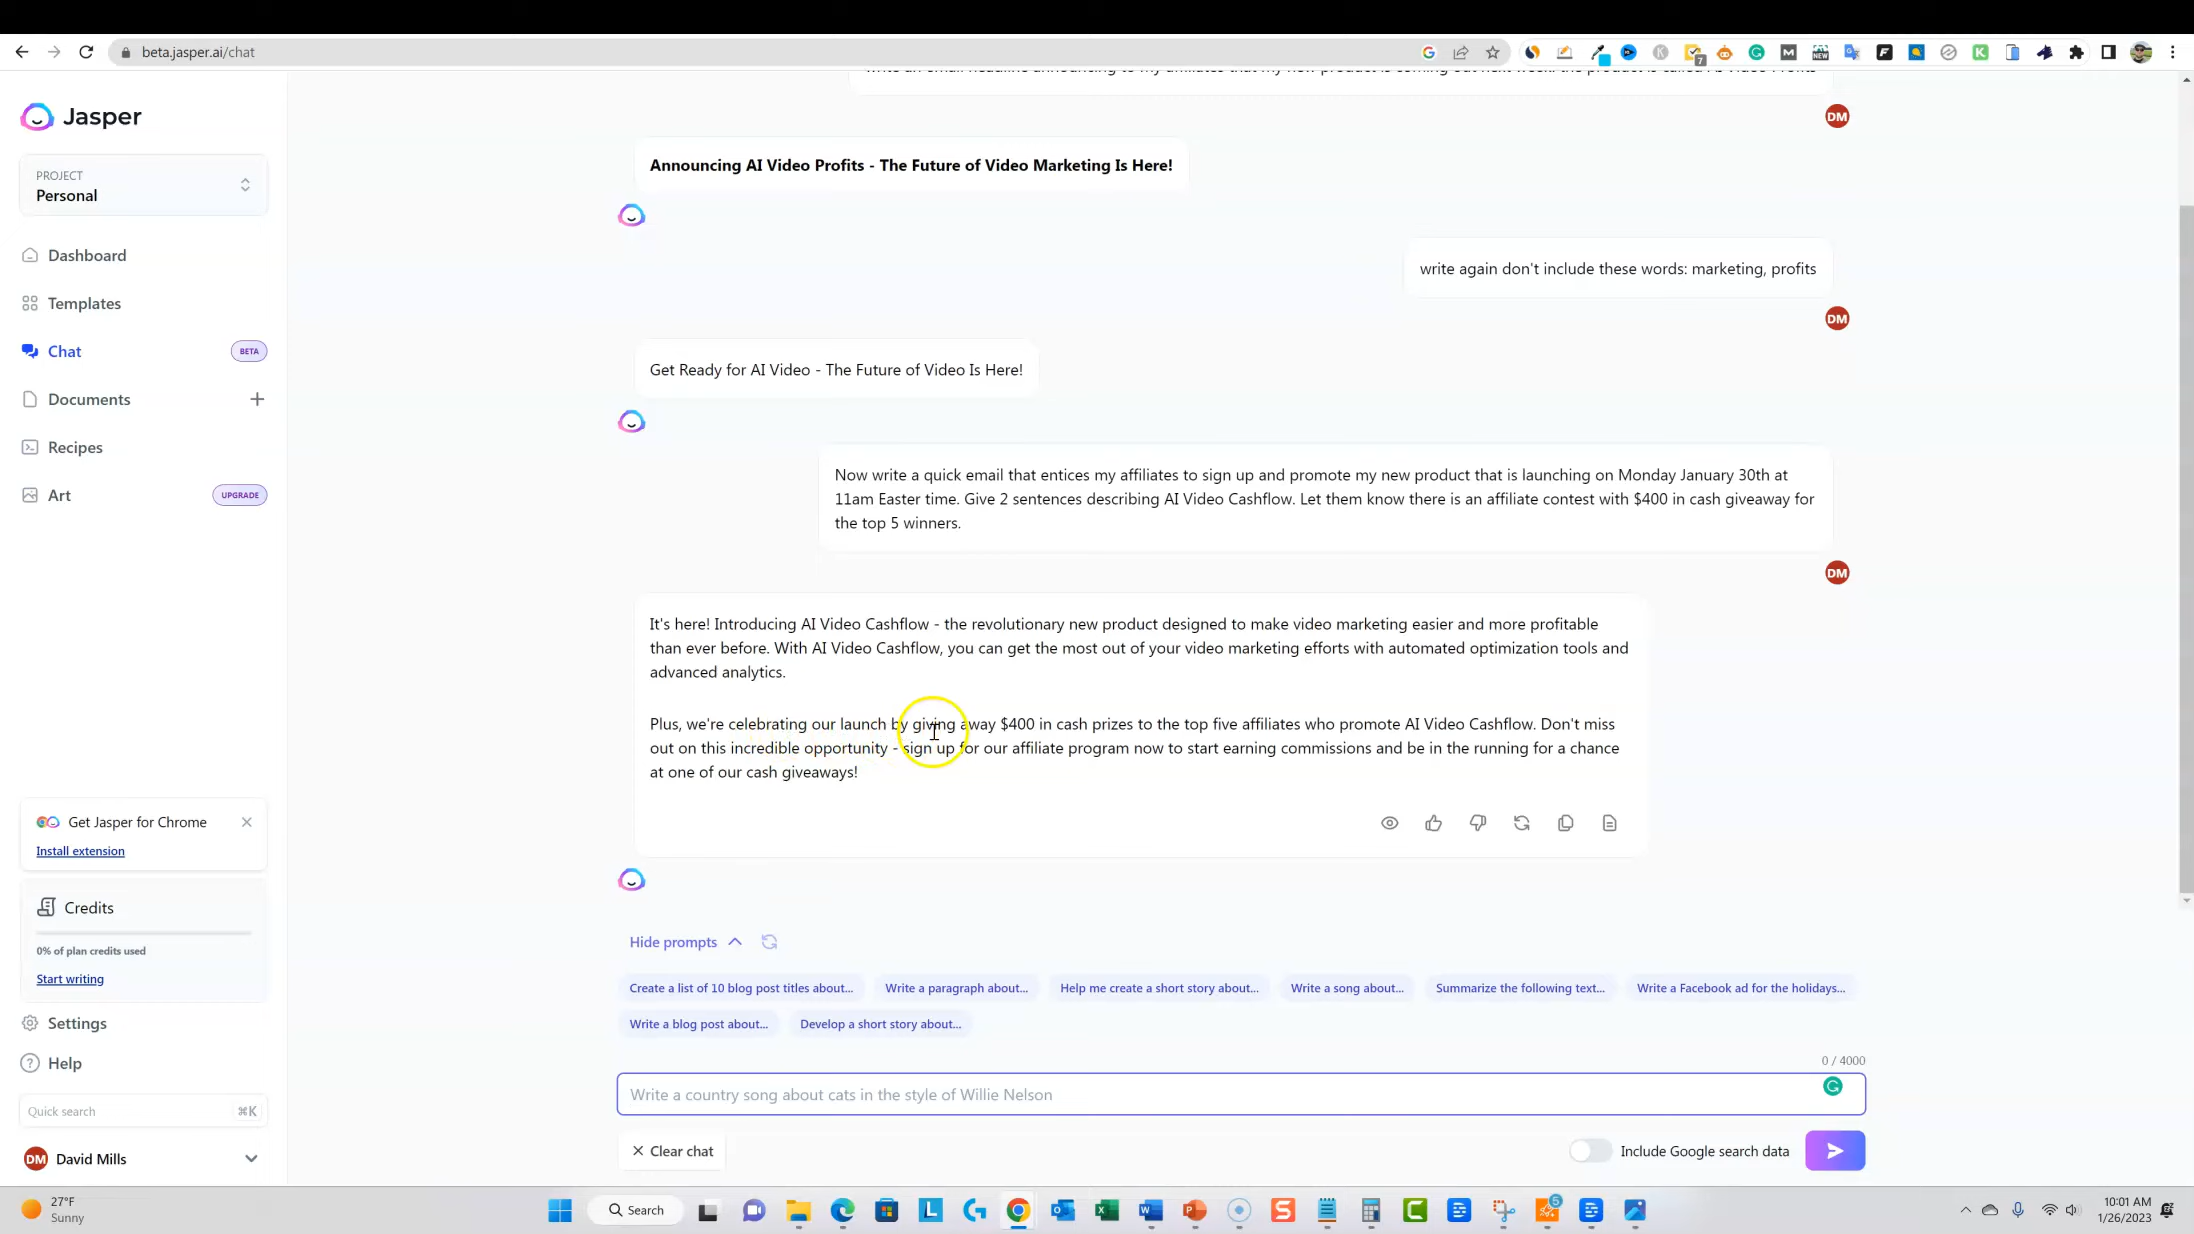 beta.jasper.ai/chat
7
NEW
Jasper
PROJECT
Personal
Dashboard
Templates
Chat
BETA
Documents
Recipes
Art
UPGRADE
Get Jasper for Chrome
Install extension
Credits
0% of plan credits used
Start writing
Settings
Help
Quick search
⌘K
DM
David Mills
DM
Announcing AI Video Profits - The Future of Video Marketing Is Here!
write again don't include these words: marketing, profits
DM
Get Ready for AI Video - The Future of Video Is Here!
Now write a quick email that entices my affiliates to sign up and promote my new product that is launching on Monday January 30th at
11am Easter time. Give 2 sentences describing AI Video Cashflow. Let them know there is an affiliate contest with $400 in cash giveaway for
the top 5 winners.
DM
It's here! Introducing AI Video Cashflow - the revolutionary new product designed to make video marketing easier and more profitable
than ever before. With AI Video Cashflow, you can get the most out of your video marketing efforts with automated optimization tools and
advanced analytics.
Plus, we're celebrating our launch by giving away $400 in cash prizes to the top five affiliates who promote AI Video Cashflow. Don't miss
out on this incredible opportunity - sign up for our affiliate program now to start earning commissions and be in the running for a chance
at one of our cash giveaways!
Hide prompts
Create a list of 10 blog post titles about...
Write a paragraph about...
Help me create a short story about...
Write a song about...
Summarize the following text...
Write a Facebook ad for the holidays...
Write a blog post about...
Develop a short story about...
0 / 4000
Write a country song about cats in the style of Willie Nelson
Clear chat
Include Google search data
27°F
Sunny
Search
5
10:01 AM
1/26/2023